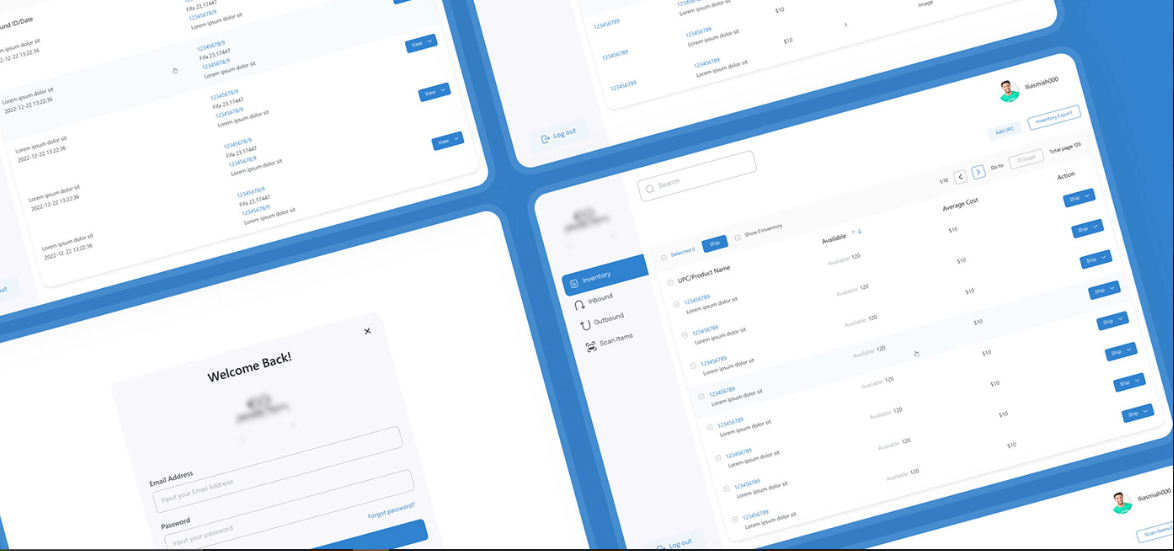 und ID/Date
Fifa 23,17447
12345678/9
Lorem ipsum dolor sit
m ipsum dolor sit
-12-22 13:22:36
12345678/9
Fifa 23,17447
12345678/9
Lorem ipsum dolor sit
View
Lorem ipsum dolor sit
2022-12-22 13:22:36
12345678/9
Fifa 23,17447
12345678/9
Lorem ipsum dolor sit
View
Lorem ipsum dolor sit
2022-12-22 13:22:36
12345678/9
Fifa 23,17447
12345678/9
Lorem ipsum dolor sit
View
Lorem ipsum dolor sit
2022-12-22 13:22:36
12345678/9
Fifa 23,17447
12345678/9
Lorem ipsum dolor sit
Lorem ipsum dolor sit
2022-12-22 13:22:36
out
Lorem ipsum dolor sit
123456789
Lorem ipsum dolor sit
$10
1
Image
123456789
Lorem ipsum dolor sit
$10
123456789
Log out
Welcome Back!
Email Address
Input your Email Address
Password
Input your password
Forgot password?
Iliasmiah000
Search
Add UPC
Inventory Export
1/10
Go to
20/page
Total page 120
Inventory
Inbound
Outbound
Scan Items
Log out
Selected 0
Ship
Show 0 Inventory
UPC/Product Name
Available
Average Cost
Action
123456789
Lorem ipsum dolor sit
Available: 120
$10
Ship
123456789
Lorem ipsum dolor sit
Available: 120
$10
Ship
123456789
Lorem ipsum dolor sit
Available: 120
$10
Ship
123456789
Lorem ipsum dolor sit
Available: 120
$10
Ship
123456789
Lorem ipsum dolor sit
Available: 120
$10
Ship
123456789
Lorem ipsum dolor sit
Available: 120
$10
Ship
123456789
Lorem ipsum dolor sit
Available: 120
$10
Ship
123456789
Lorem ipsum dolor sit
Available: 120
$10
Ship
Iliasmiah000
Scan Items